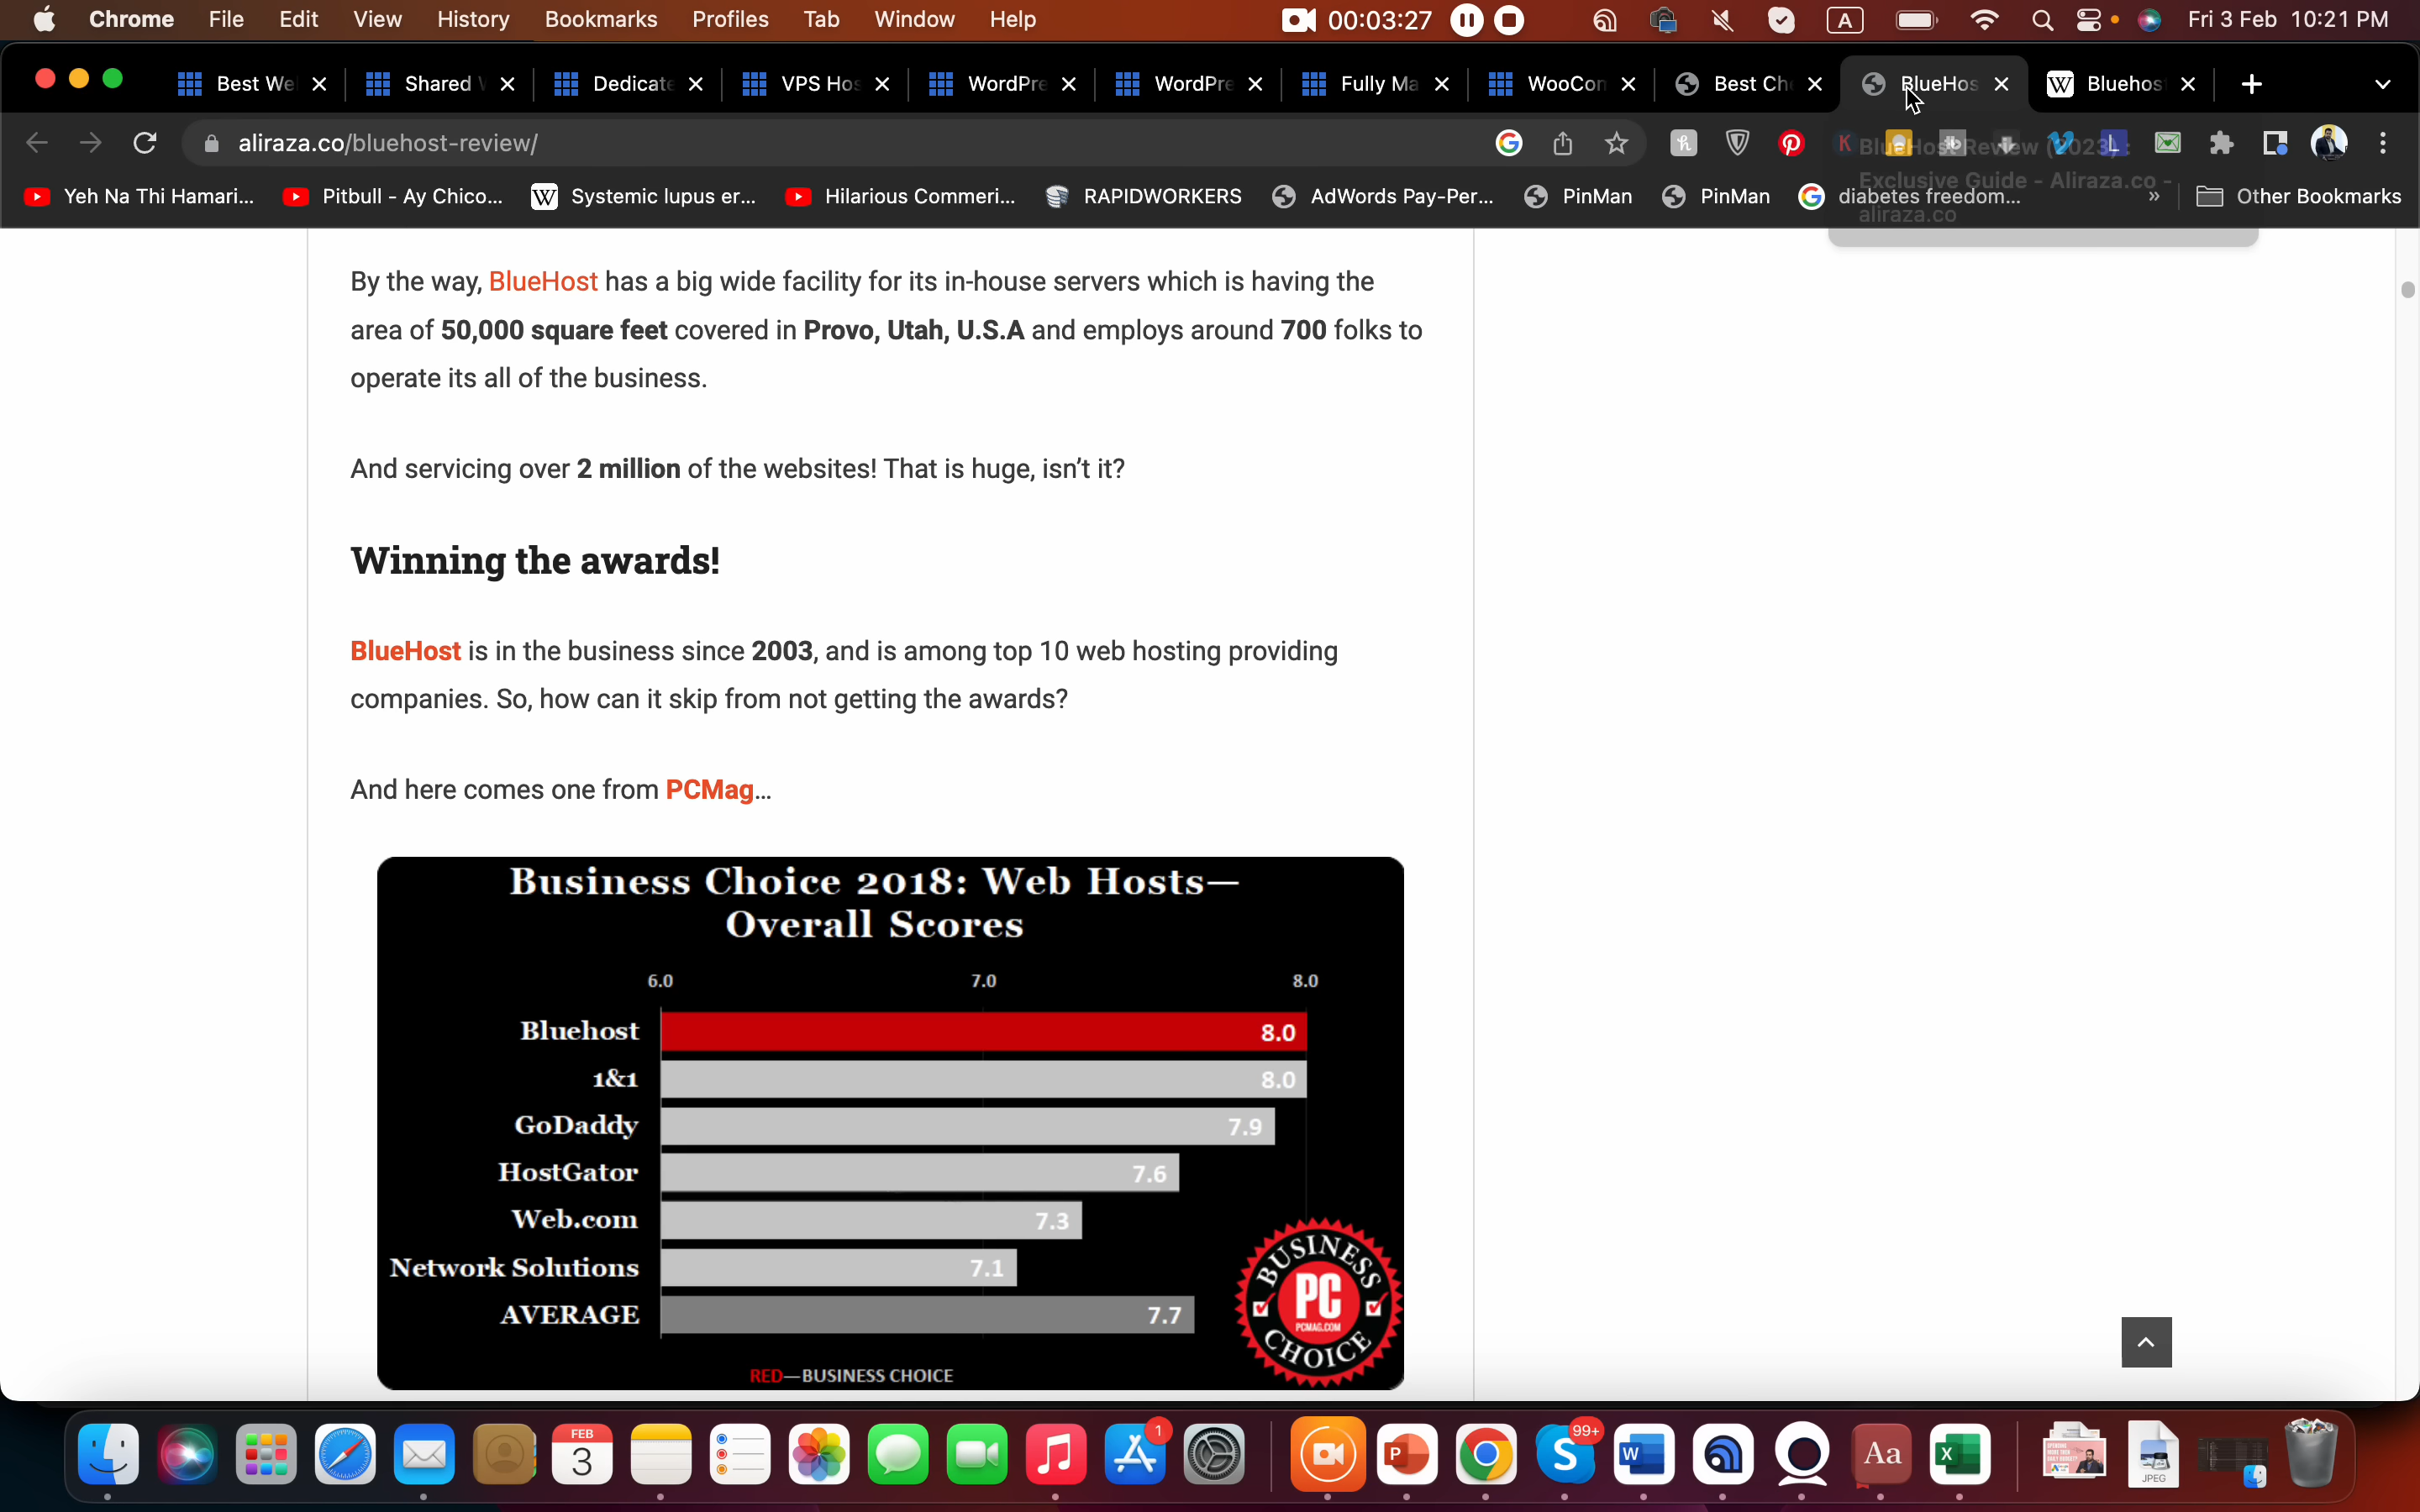 Chrome File Edit View History Bookmarks Profiles Tab Window Help 00:03:27 A Fri 3 Feb 10:21 PM
Best We Shared Dedicate VPS Hos WordPre WordPre Fully Ma WooCom Best Ch BlueHos W Bluehos
aliraza.co/bluehost-review/
Yeh Na Thi Hamari... Pitbull - Ay Chico... W Systemic lupus er... Hilarious Commeri... RAPIDWORKERS AdWords Pay-Per... PinMan PinMan diabetes freedom... » Other Bookmarks
BlueHost Review (2023) :
Exclusive Guide - Aliraza.co -
aliraza.co
By the way, BlueHost has a big wide facility for its in-house servers which is having the
area of 50,000 square feet covered in Provo, Utah, U.S.A and employs around 700 folks to
operate its all of the business.
And servicing over 2 million of the websites! That is huge, isn’t it?
Winning the awards!
BlueHost is in the business since 2003, and is among top 10 web hosting providing
companies. So, how can it skip from not getting the awards?
And here comes one from PCMag...
Business Choice 2018: Web Hosts—
Overall Scores
6.0 7.0 8.0
Bluehost 8.0
1&1 8.0
GoDaddy 7.9
HostGator 7.6
Web.com 7.3
Network Solutions 7.1
AVERAGE 7.7
RED—BUSINESS CHOICE
BUSINESS
PC
PCMAG.COM
CHOICE
FEB
3
1
P
S
99+
W
Aa
X
JPEG